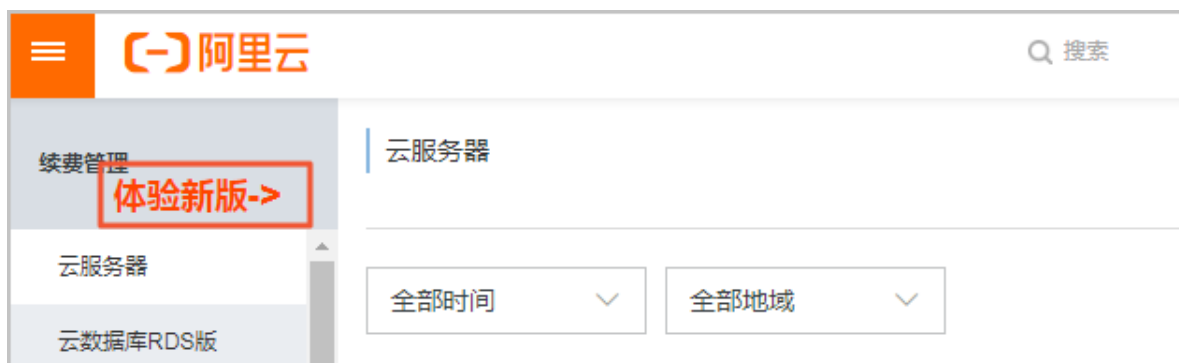 阿里云
搜索
续费管理
体验新版->
云服务器
云服务器
全部时间
全部地域
云数据库RDS版